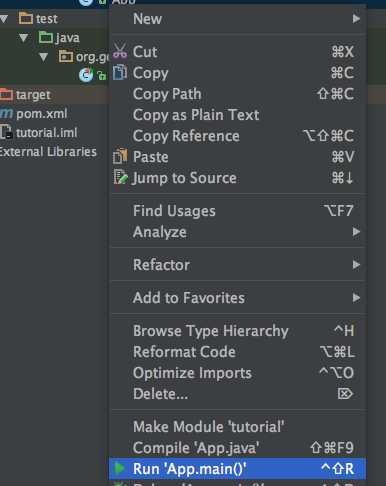 App
New
test
Cut ⌘X
java
Copy ⌘C
org.ge
Copy Path ⇧⌘C
target
Copy as Plain Text
pom.xml
Copy Reference ⌥⇧⌘C
tutorial.iml
Paste ⌘V
External Libraries
Jump to Source ⌘↓
Find Usages ⌥F7
Analyze
Refactor
Add to Favorites
Browse Type Hierarchy ^H
Reformat Code ⌥⌘L
Optimize Imports ^⌥O
Delete... ⌦
Make Module 'tutorial'
Compile 'App.java' ⇧⌘F9
Run 'App.main()' ^⇧R